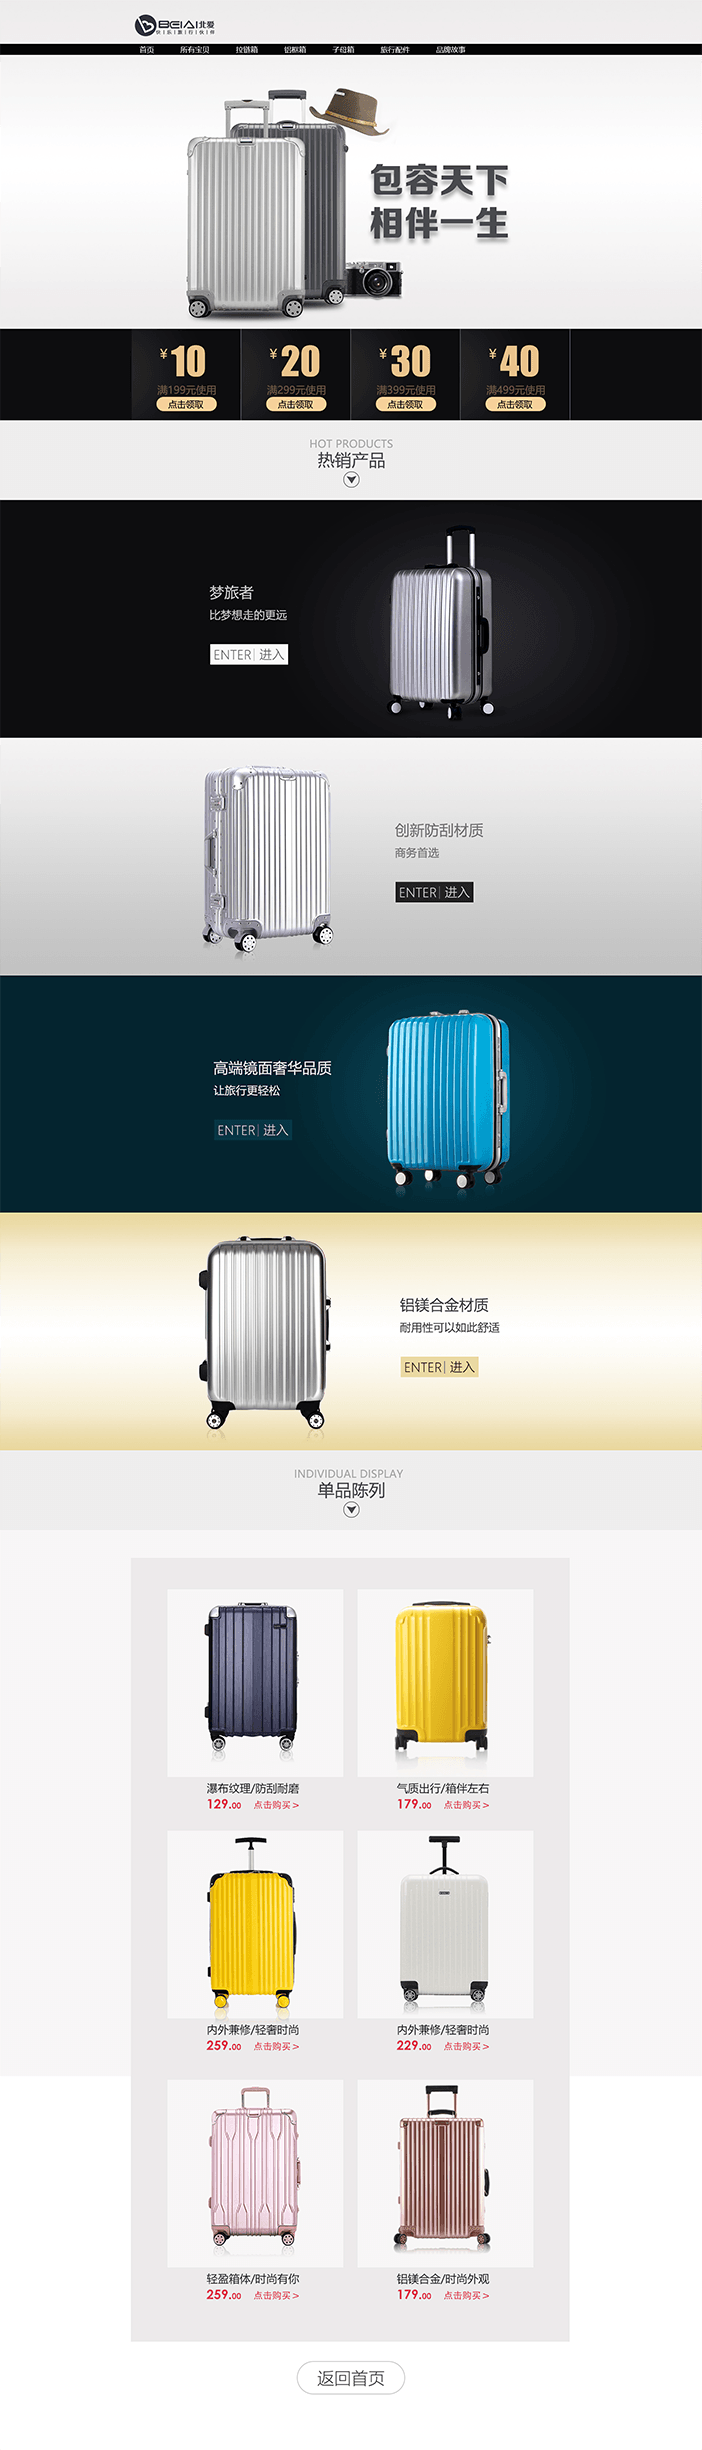 BEIAI北爱
伙|乐|旅|行|伙|伴
首页 所有宝贝 拉链箱 铝框箱 子母箱 旅行配件 品牌故事
包容天下
相伴一生
¥10 ¥20 ¥30 ¥40
满199元使用 满299元使用 满399元使用 满499元使用
点击领取 点击领取 点击领取 点击领取
HOT PRODUCTS
热销产品
梦旅者
比梦想走的更远
ENTER|进入
创新防刮材质
商务首选
ENTER|进入
高端镜面奢华品质
让旅行更轻松
ENTER|进入
铝镁合金材质
耐用性可以如此舒适
ENTER|进入
INDIVIDUAL DISPLAY
单品陈列
瀑布纹理/防刮耐磨 气质出行/箱伴左右
129.00 点击购买> 179.00 点击购买>
内外兼修/轻奢时尚 内外兼修/轻奢时尚
259.00 点击购买> 229.00 点击购买>
轻盈箱体/时尚有你 铝镁合金/时尚外观
259.00 点击购买> 179.00 点击购买>
返回首页